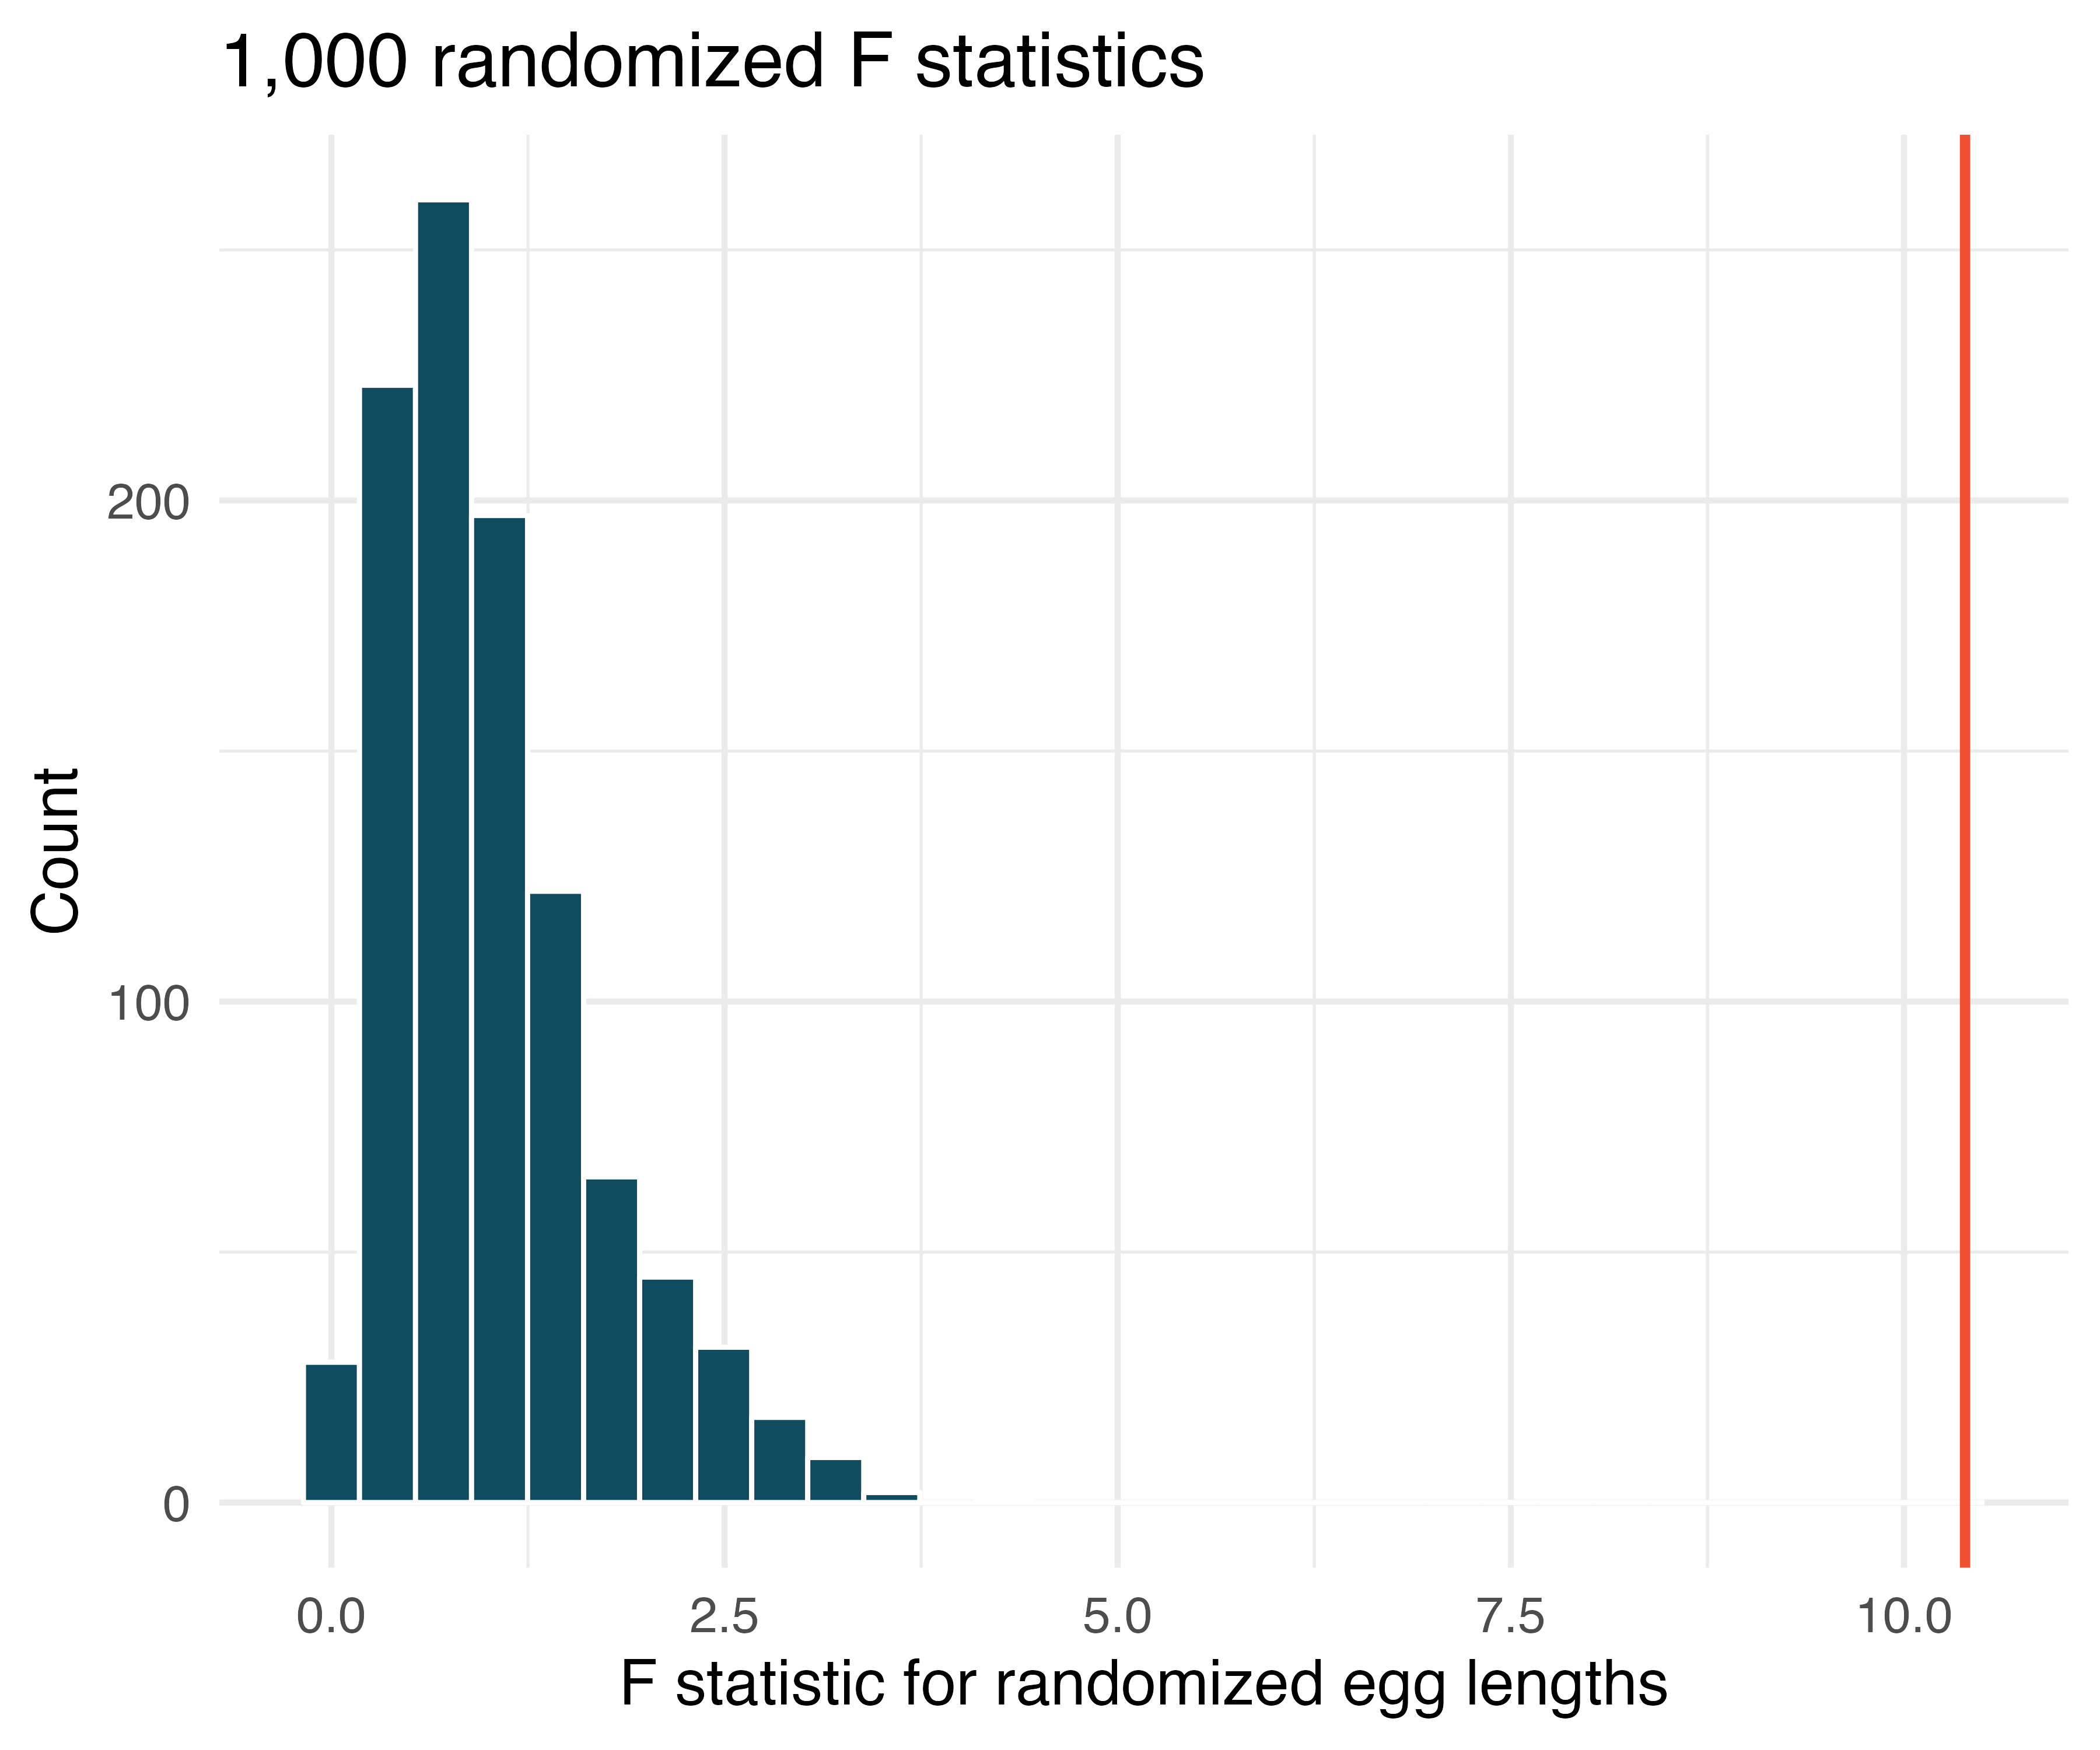 1,000 randomized F statistics
Count
200
100
0
0.0 2.5 5.0 7.5 10.0
F statistic for randomized egg lengths